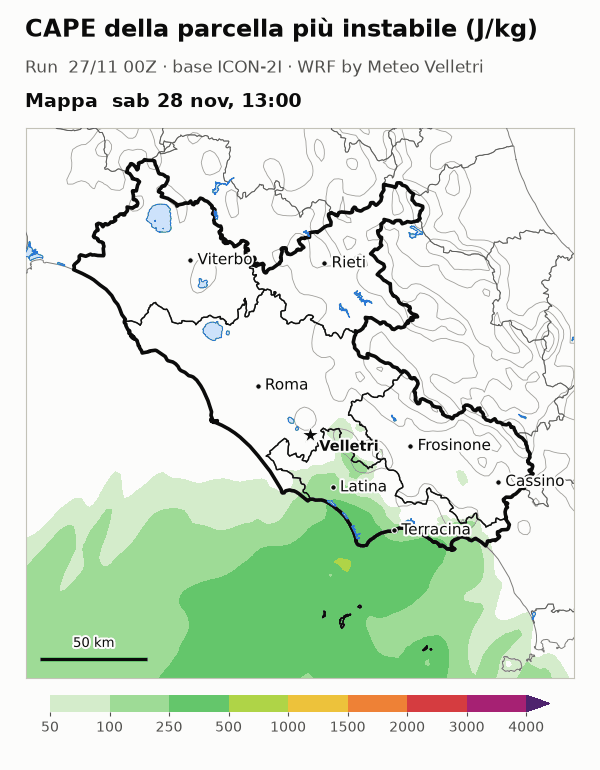 CAPE della parcella più instabile (J/kg)
Run  27/11 00Z · base ICON-2I · WRF by Meteo Velletri
Mappa  sab 28 nov, 13:00
Viterbo
Rieti
Roma
Velletri
Frosinone
Latina
Cassino
Terracina
50 km
50 100 250 500 1000 1500 2000 3000 4000